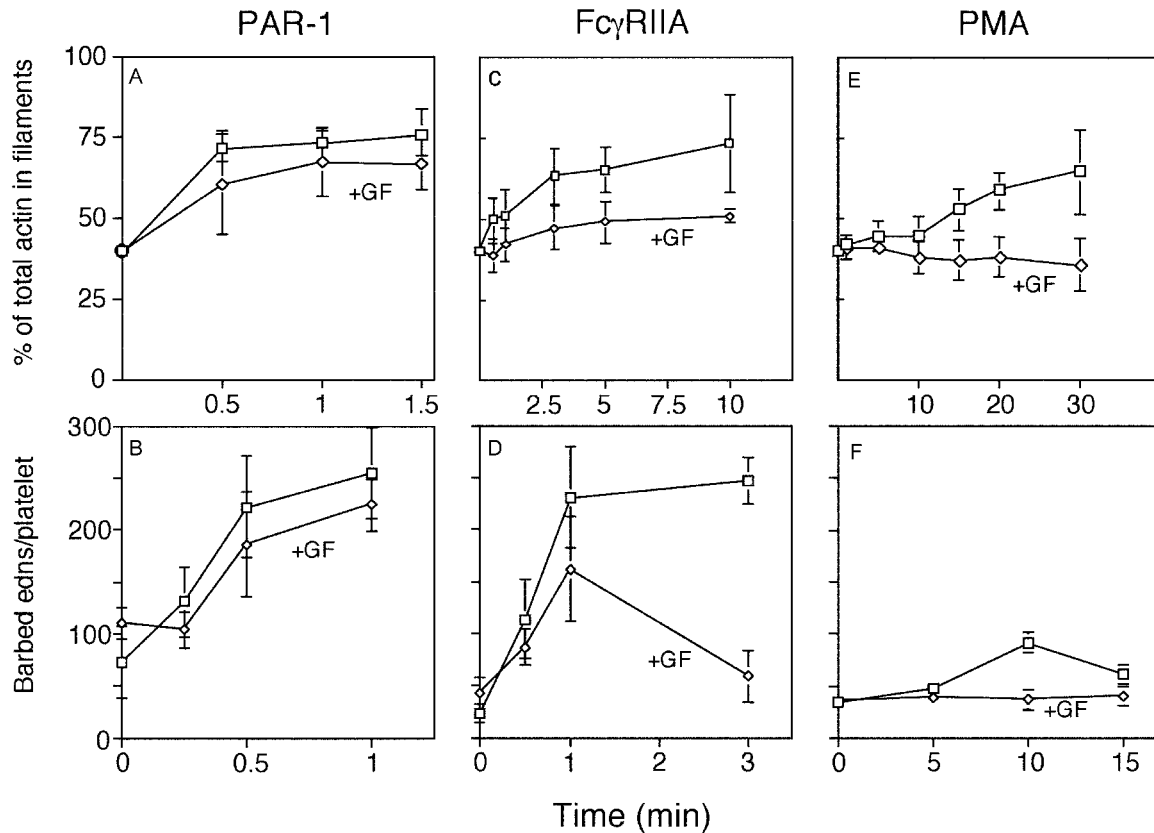 PAR-1 FcγRIIA PMA
% of total actin in filaments
100
75
50
25
0
A
+GF
0.5 1 1.5
C
+GF
2.5 5 7.5 10
E
+GF
10 20 30
Barbed edns/platelet
300
200
100
0
B
+GF
0 0.5 1
D
+GF
0 1 2 3
F
+GF
0 5 10 15
Time (min)